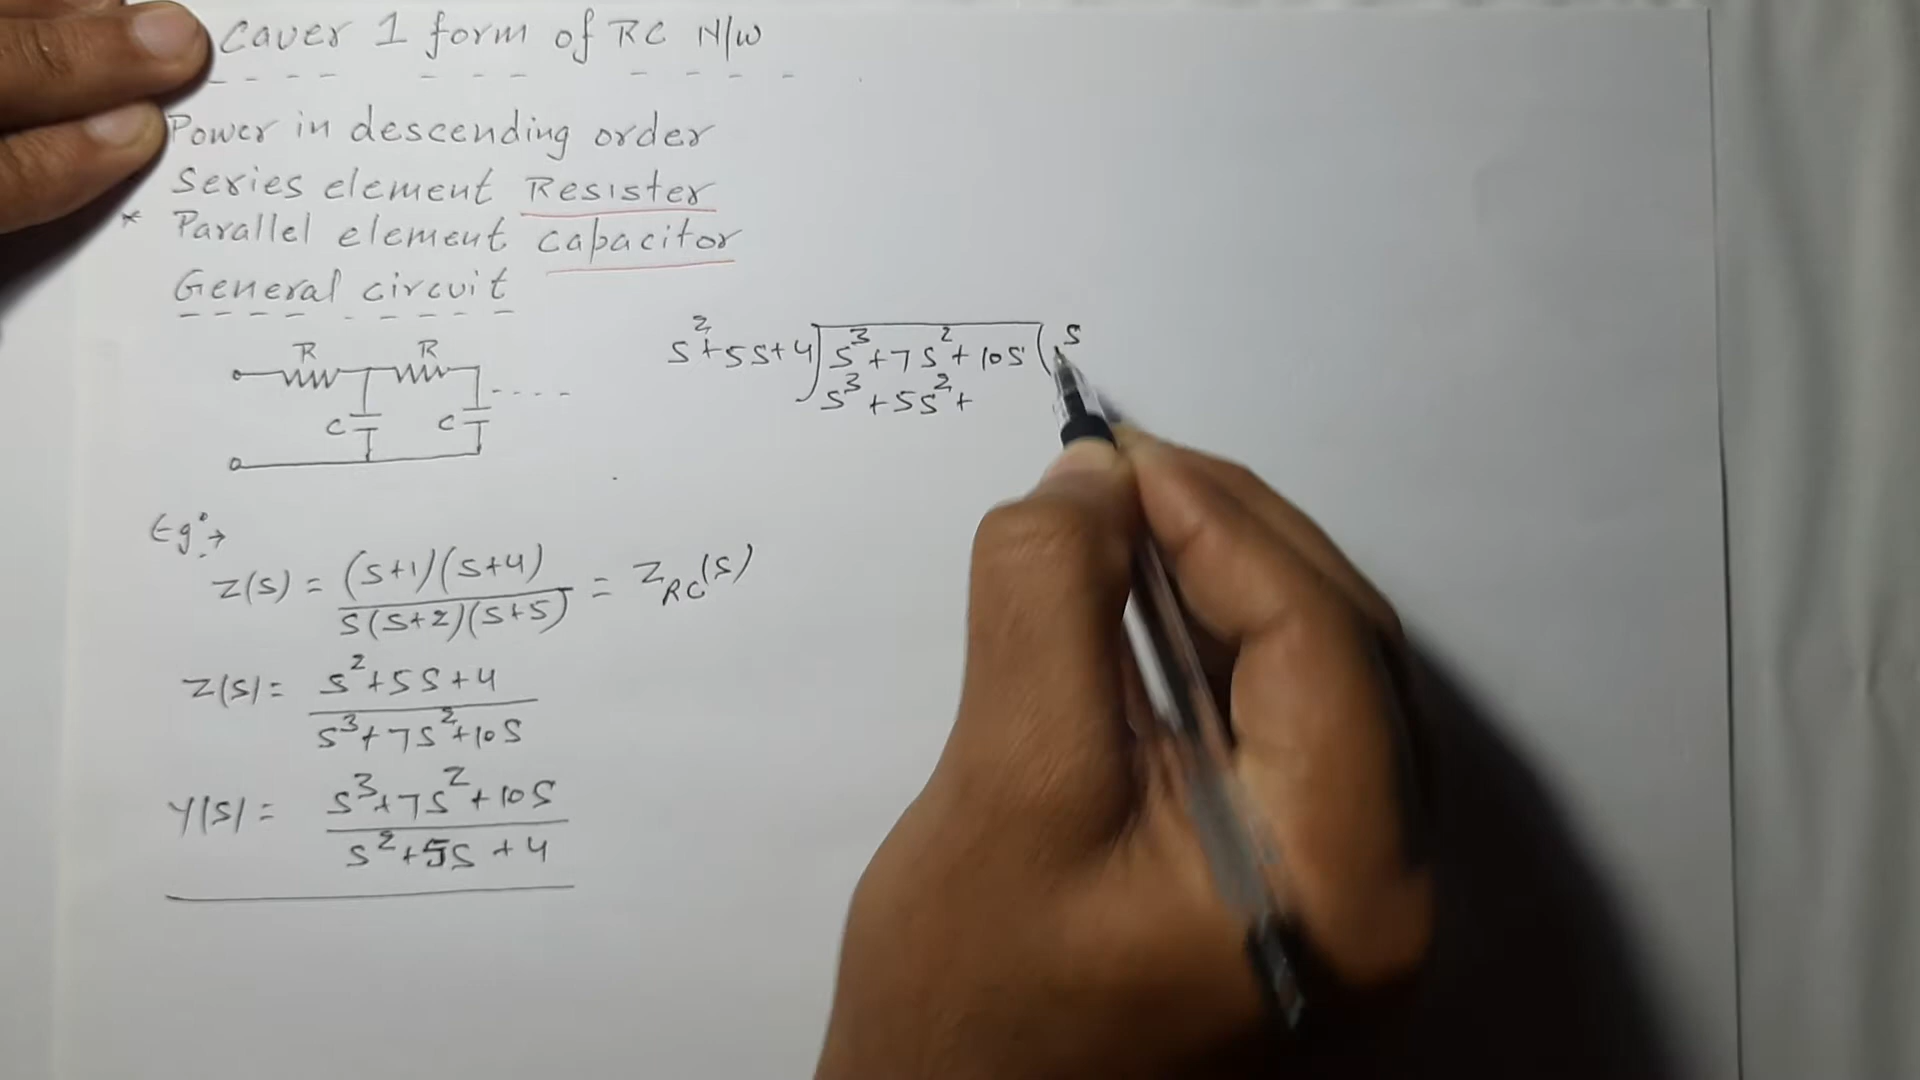 Cauer 1 form of RC N/W
Power in descending order
Series element Resister
* Parallel element capacitor
General circuit
R R
C C
Eg:→
Z(S) = (S+1)(S+4) / S(S+2)(S+5) = Z_RC(S)
Z(S) = S²+5S+4 / S³+7S²+10S
Y(S) = S³+7S²+10S / S²+5S+4
S²+5S+4) S³+7S²+10S (S
S³+5S²+